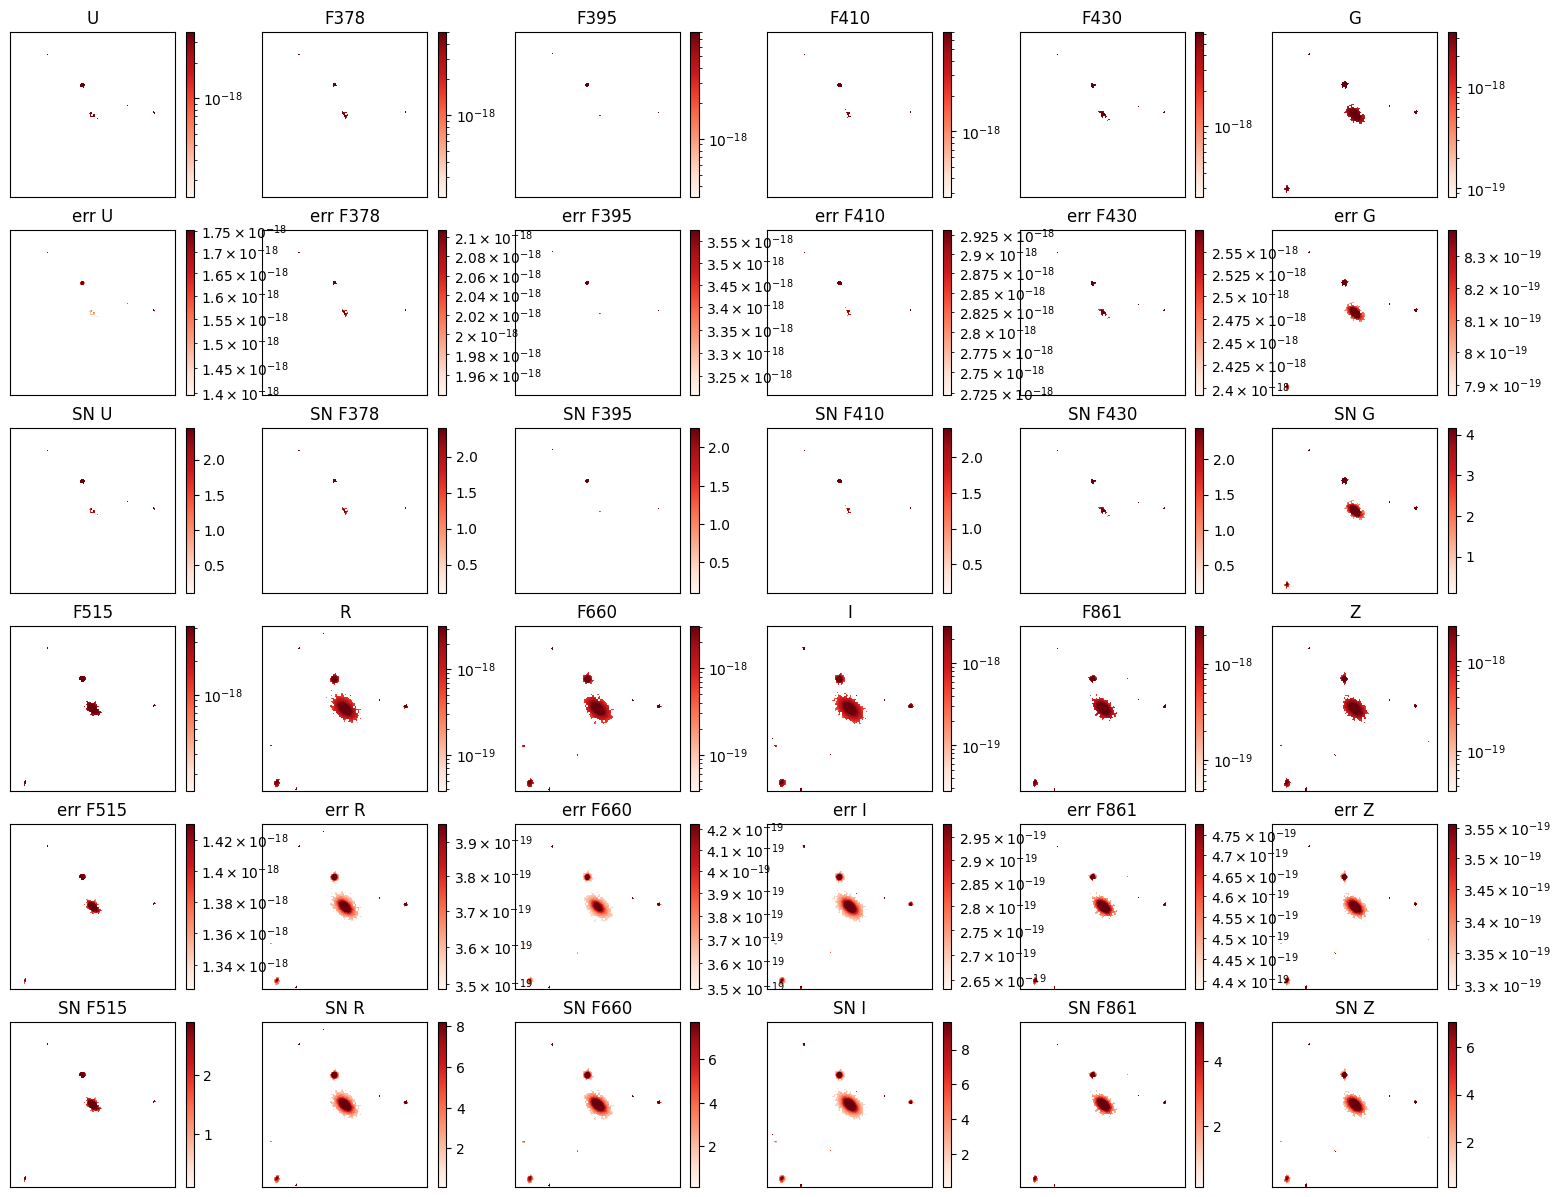 U F378 F395 F410 F430 G
10⁻¹⁸ 10⁻¹⁸ 10⁻¹⁸ 10⁻¹⁸ 10⁻¹⁸ 10⁻¹⁸
10⁻¹⁹
err U err F378 err F395 err F410 err F430 err G
1.75 × 10⁻¹⁸
1.7 × 10⁻¹⁸
1.65 × 10⁻¹⁸
1.6 × 10⁻¹⁸
1.55 × 10⁻¹⁸
1.5 × 10⁻¹⁸
1.45 × 10⁻¹⁸
1.4 × 10⁻¹⁸
2.1 × 10⁻¹⁸
2.08 × 10⁻¹⁸
2.06 × 10⁻¹⁸
2.04 × 10⁻¹⁸
2.02 × 10⁻¹⁸
2 × 10⁻¹⁸
1.98 × 10⁻¹⁸
1.96 × 10⁻¹⁸
3.55 × 10⁻¹⁸
3.5 × 10⁻¹⁸
3.45 × 10⁻¹⁸
3.4 × 10⁻¹⁸
3.35 × 10⁻¹⁸
3.3 × 10⁻¹⁸
3.25 × 10⁻¹⁸
2.925 × 10⁻¹⁸
2.9 × 10⁻¹⁸
2.875 × 10⁻¹⁸
2.85 × 10⁻¹⁸
2.825 × 10⁻¹⁸
2.8 × 10⁻¹⁸
2.775 × 10⁻¹⁸
2.75 × 10⁻¹⁸
2.725 × 10⁻¹⁸
2.55 × 10⁻¹⁸
2.525 × 10⁻¹⁸
2.5 × 10⁻¹⁸
2.475 × 10⁻¹⁸
2.45 × 10⁻¹⁸
2.425 × 10⁻¹⁸
2.4 × 10⁻¹⁸
8.3 × 10⁻¹⁹
8.2 × 10⁻¹⁹
8.1 × 10⁻¹⁹
8 × 10⁻¹⁹
7.9 × 10⁻¹⁹
SN U SN F378 SN F395 SN F410 SN F430 SN G
2.0
1.5
1.0
0.5
2.0
1.5
1.0
0.5
2.0
1.5
1.0
0.5
2.0
1.5
1.0
0.5
2.0
1.5
1.0
0.5
4
3
2
1
F515 R F660 I F861 Z
10⁻¹⁸ 10⁻¹⁸ 10⁻¹⁸ 10⁻¹⁸ 10⁻¹⁸ 10⁻¹⁸
10⁻¹⁹ 10⁻¹⁹ 10⁻¹⁹ 10⁻¹⁹ 10⁻¹⁹
err F515 err R err F660 err I err F861 err Z
1.42 × 10⁻¹⁸
1.4 × 10⁻¹⁸
1.38 × 10⁻¹⁸
1.36 × 10⁻¹⁸
1.34 × 10⁻¹⁸
3.9 × 10⁻¹⁹
3.8 × 10⁻¹⁹
3.7 × 10⁻¹⁹
3.6 × 10⁻¹⁹
3.5 × 10⁻¹⁹
4.2 × 10⁻¹⁹
4.1 × 10⁻¹⁹
4 × 10⁻¹⁹
3.9 × 10⁻¹⁹
3.8 × 10⁻¹⁹
3.7 × 10⁻¹⁹
3.6 × 10⁻¹⁹
3.5 × 10⁻¹⁹
2.95 × 10⁻¹⁹
2.9 × 10⁻¹⁹
2.85 × 10⁻¹⁹
2.8 × 10⁻¹⁹
2.75 × 10⁻¹⁹
2.7 × 10⁻¹⁹
2.65 × 10⁻¹⁹
4.75 × 10⁻¹⁹
4.7 × 10⁻¹⁹
4.65 × 10⁻¹⁹
4.6 × 10⁻¹⁹
4.55 × 10⁻¹⁹
4.5 × 10⁻¹⁹
4.45 × 10⁻¹⁹
4.4 × 10⁻¹⁹
3.55 × 10⁻¹⁹
3.5 × 10⁻¹⁹
3.45 × 10⁻¹⁹
3.4 × 10⁻¹⁹
3.35 × 10⁻¹⁹
3.3 × 10⁻¹⁹
SN F515 SN R SN F660 SN I SN F861 SN Z
2
1
8
6
4
2
6
4
2
8
6
4
2
4
2
6
4
2